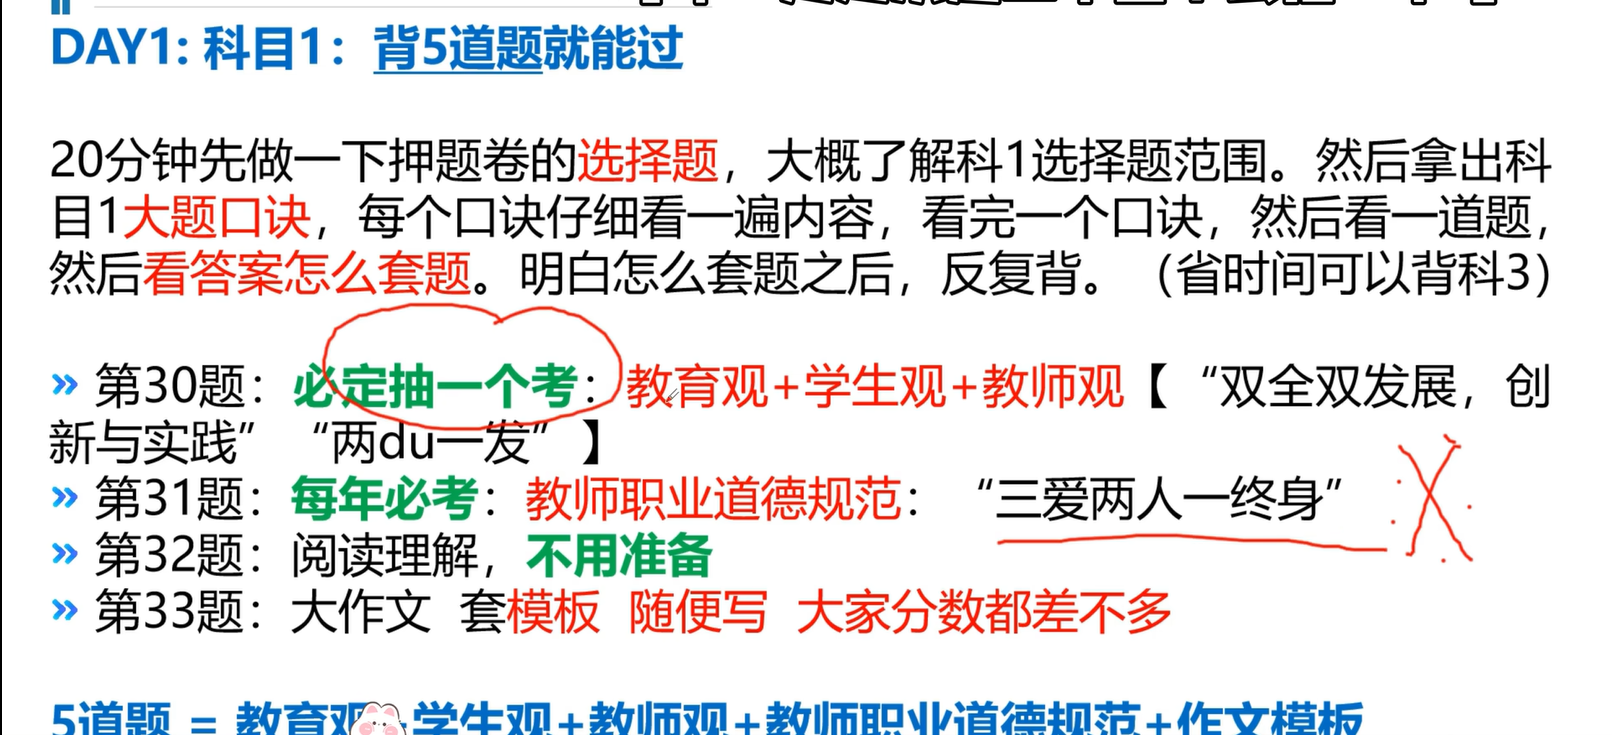 DAY1: 科目1：背5道题就能过
20分钟先做一下押题卷的选择题，大概了解科1选择题范围。然后拿出科
目1大题口诀，每个口诀仔细看一遍内容，看完一个口诀，然后看一道题，
然后看答案怎么套题。明白怎么套题之后，反复背。（省时间可以背科3）
» 第30题：必定抽一个考：教育观+学生观+教师观【“双全双发展，创
新与实践” “两du一发”】
» 第31题：每年必考：教师职业道德规范：“三爱两人一终身”
» 第32题：阅读理解，不用准备
» 第33题：大作文 套模板 随便写 大家分数都差不多
5道题 = 教育观+学生观+教师观+教师职业道德规范+作文模板